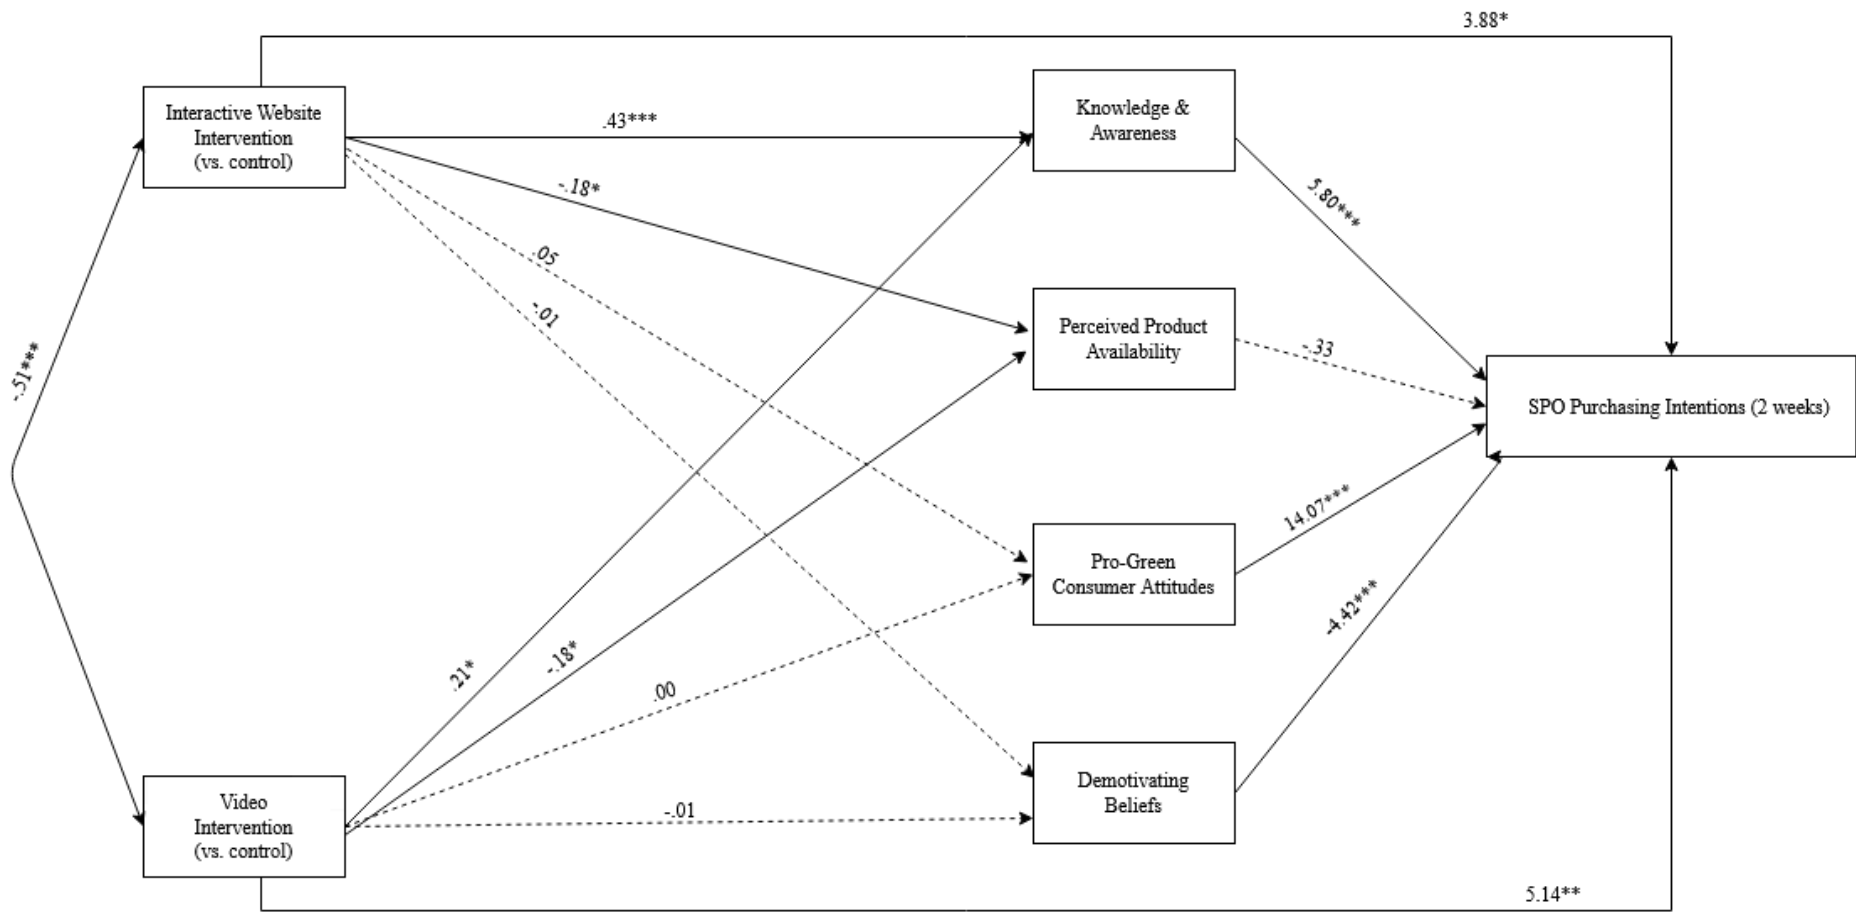 3.88*
Interactive Website
Intervention
(vs. control)
.43***
Knowledge &
Awareness
-.18*
5.80***
.05
-.01
Perceived Product
Availability
-.33
-.51***
SPO Purchasing Intentions (2 weeks)
14.07***
Pro-Green
Consumer Attitudes
-4.42***
.21*
-.18*
.00
Video
Intervention
(vs. control)
-.01
Demotivating
Beliefs
5.14**